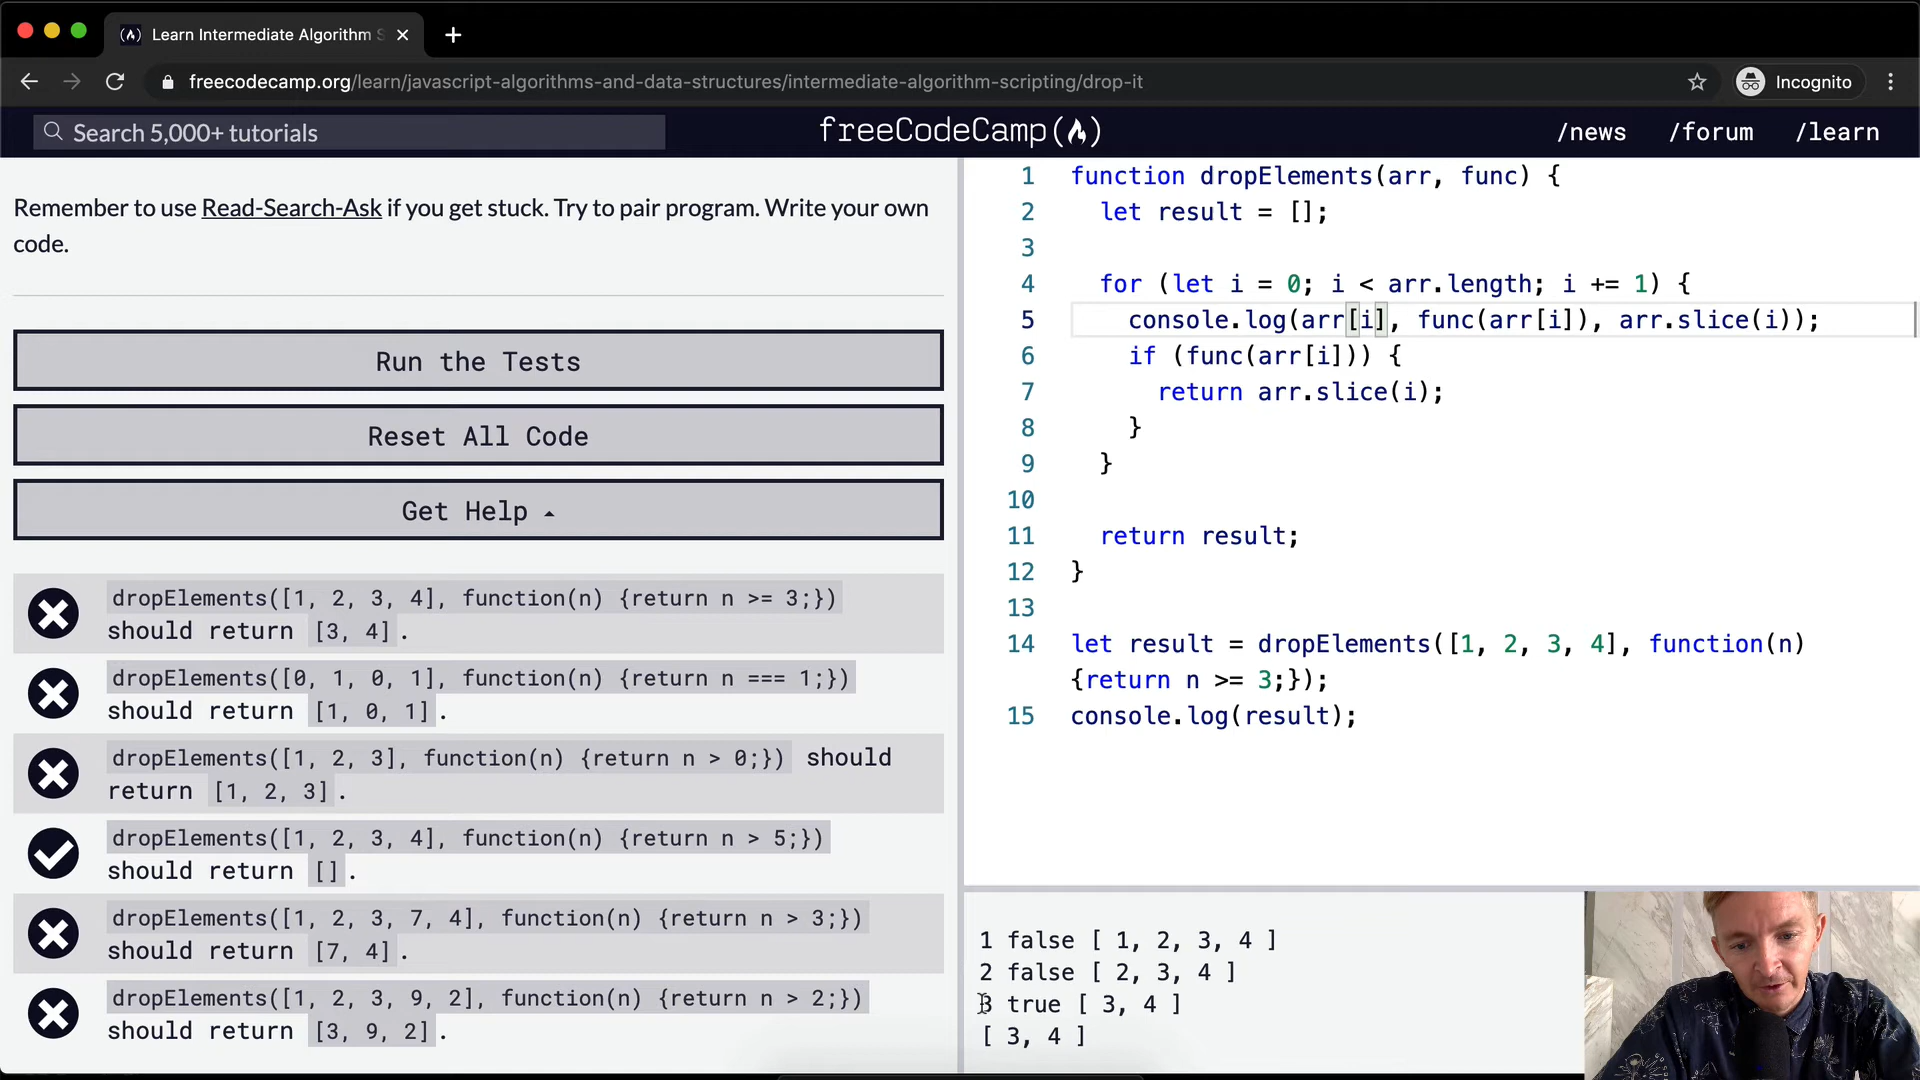 Learn Intermediate Algorithm S
freecodecamp.org/learn/javascript-algorithms-and-data-structures/intermediate-algorithm-scripting/drop-it
Incognito
Search 5,000+ tutorials
freeCodeCamp
/news
/forum
/learn
Remember to use Read-Search-Ask if you get stuck. Try to pair program. Write your own
code.
Run the Tests
Reset All Code
Get Help
dropElements([1, 2, 3, 4], function(n) {return n >= 3;})
should return [3, 4].
dropElements([0, 1, 0, 1], function(n) {return n === 1;})
should return [1, 0, 1].
dropElements([1, 2, 3], function(n) {return n > 0;}) should
return [1, 2, 3].
dropElements([1, 2, 3, 4], function(n) {return n > 5;})
should return [].
dropElements([1, 2, 3, 7, 4], function(n) {return n > 3;})
should return [7, 4].
dropElements([1, 2, 3, 9, 2], function(n) {return n > 2;})
should return [3, 9, 2].
1 function dropElements(arr, func) {
2 let result = [];
3
4 for (let i = 0; i < arr.length; i += 1) {
5 console.log(arr[i], func(arr[i]), arr.slice(i));
6 if (func(arr[i])) {
7 return arr.slice(i);
8 }
9 }
10
11 return result;
12 }
13
14 let result = dropElements([1, 2, 3, 4], function(n)
{return n >= 3;});
15 console.log(result);
1 false [ 1, 2, 3, 4 ]
2 false [ 2, 3, 4 ]
3 true [ 3, 4 ]
[ 3, 4 ]